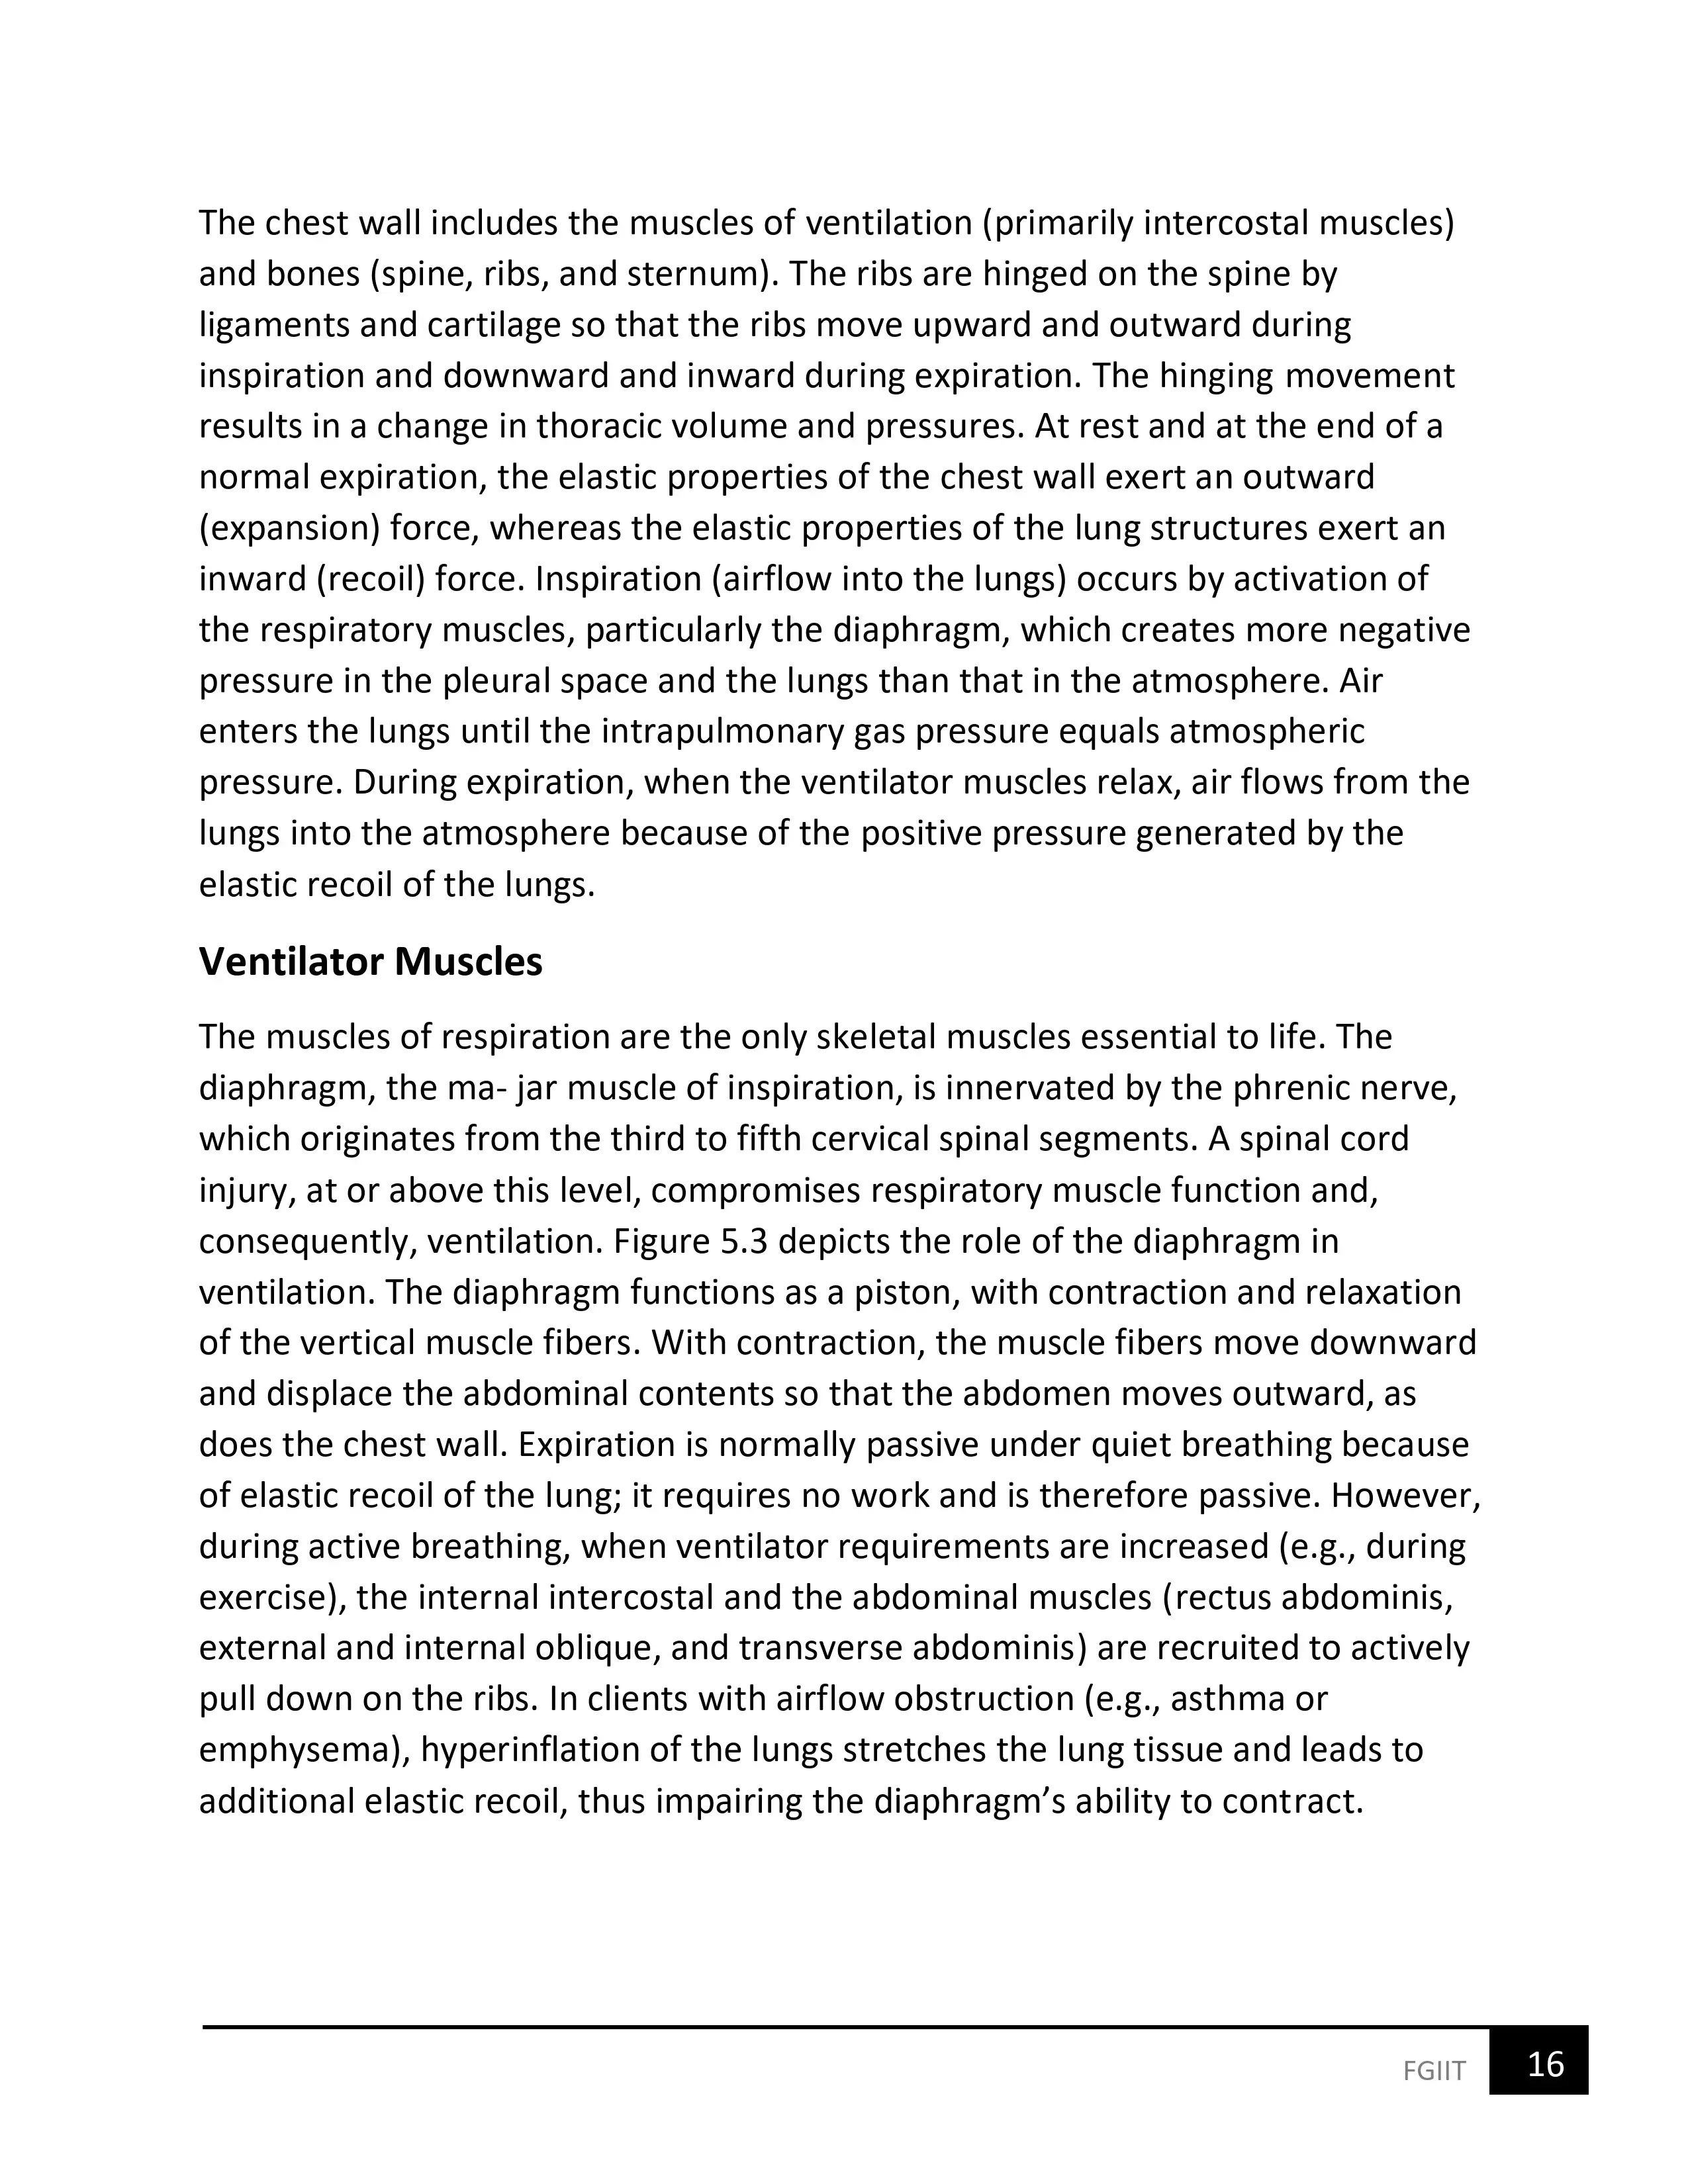 The chest wall includes the muscles of ventilation (primarily intercostal muscles)
and bones (spine, ribs, and sternum). The ribs are hinged on the spine by
ligaments and cartilage so that the ribs move upward and outward during
inspiration and downward and inward during expiration. The hinging movement
results in a change in thoracic volume and pressures. At rest and at the end of a
normal expiration, the elastic properties of the chest wall exert an outward
(expansion) force, whereas the elastic properties of the lung structures exert an
inward (recoil) force. Inspiration (airflow into the lungs) occurs by activation of
the respiratory muscles, particularly the diaphragm, which creates more negative
pressure in the pleural space and the lungs than that in the atmosphere. Air
enters the lungs until the intrapulmonary gas pressure equals atmospheric
pressure. During expiration, when the ventilator muscles relax, air flows from the
lungs into the atmosphere because of the positive pressure generated by the
elastic recoil of the lungs.
Ventilator Muscles
The muscles of respiration are the only skeletal muscles essential to life. The
diaphragm, the ma- jar muscle of inspiration, is innervated by the phrenic nerve,
which originates from the third to fifth cervical spinal segments. A spinal cord
injury, at or above this level, compromises respiratory muscle function and,
consequently, ventilation. Figure 5.3 depicts the role of the diaphragm in
ventilation. The diaphragm functions as a piston, with contraction and relaxation
of the vertical muscle fibers. With contraction, the muscle fibers move downward
and displace the abdominal contents so that the abdomen moves outward, as
does the chest wall. Expiration is normally passive under quiet breathing because
of elastic recoil of the lung; it requires no work and is therefore passive. However,
during active breathing, when ventilator requirements are increased (e.g., during
exercise), the internal intercostal and the abdominal muscles (rectus abdominis,
external and internal oblique, and transverse abdominis) are recruited to actively
pull down on the ribs. In clients with airflow obstruction (e.g., asthma or
emphysema), hyperinflation of the lungs stretches the lung tissue and leads to
additional elastic recoil, thus impairing the diaphragm’s ability to contract.
FGIIT 16